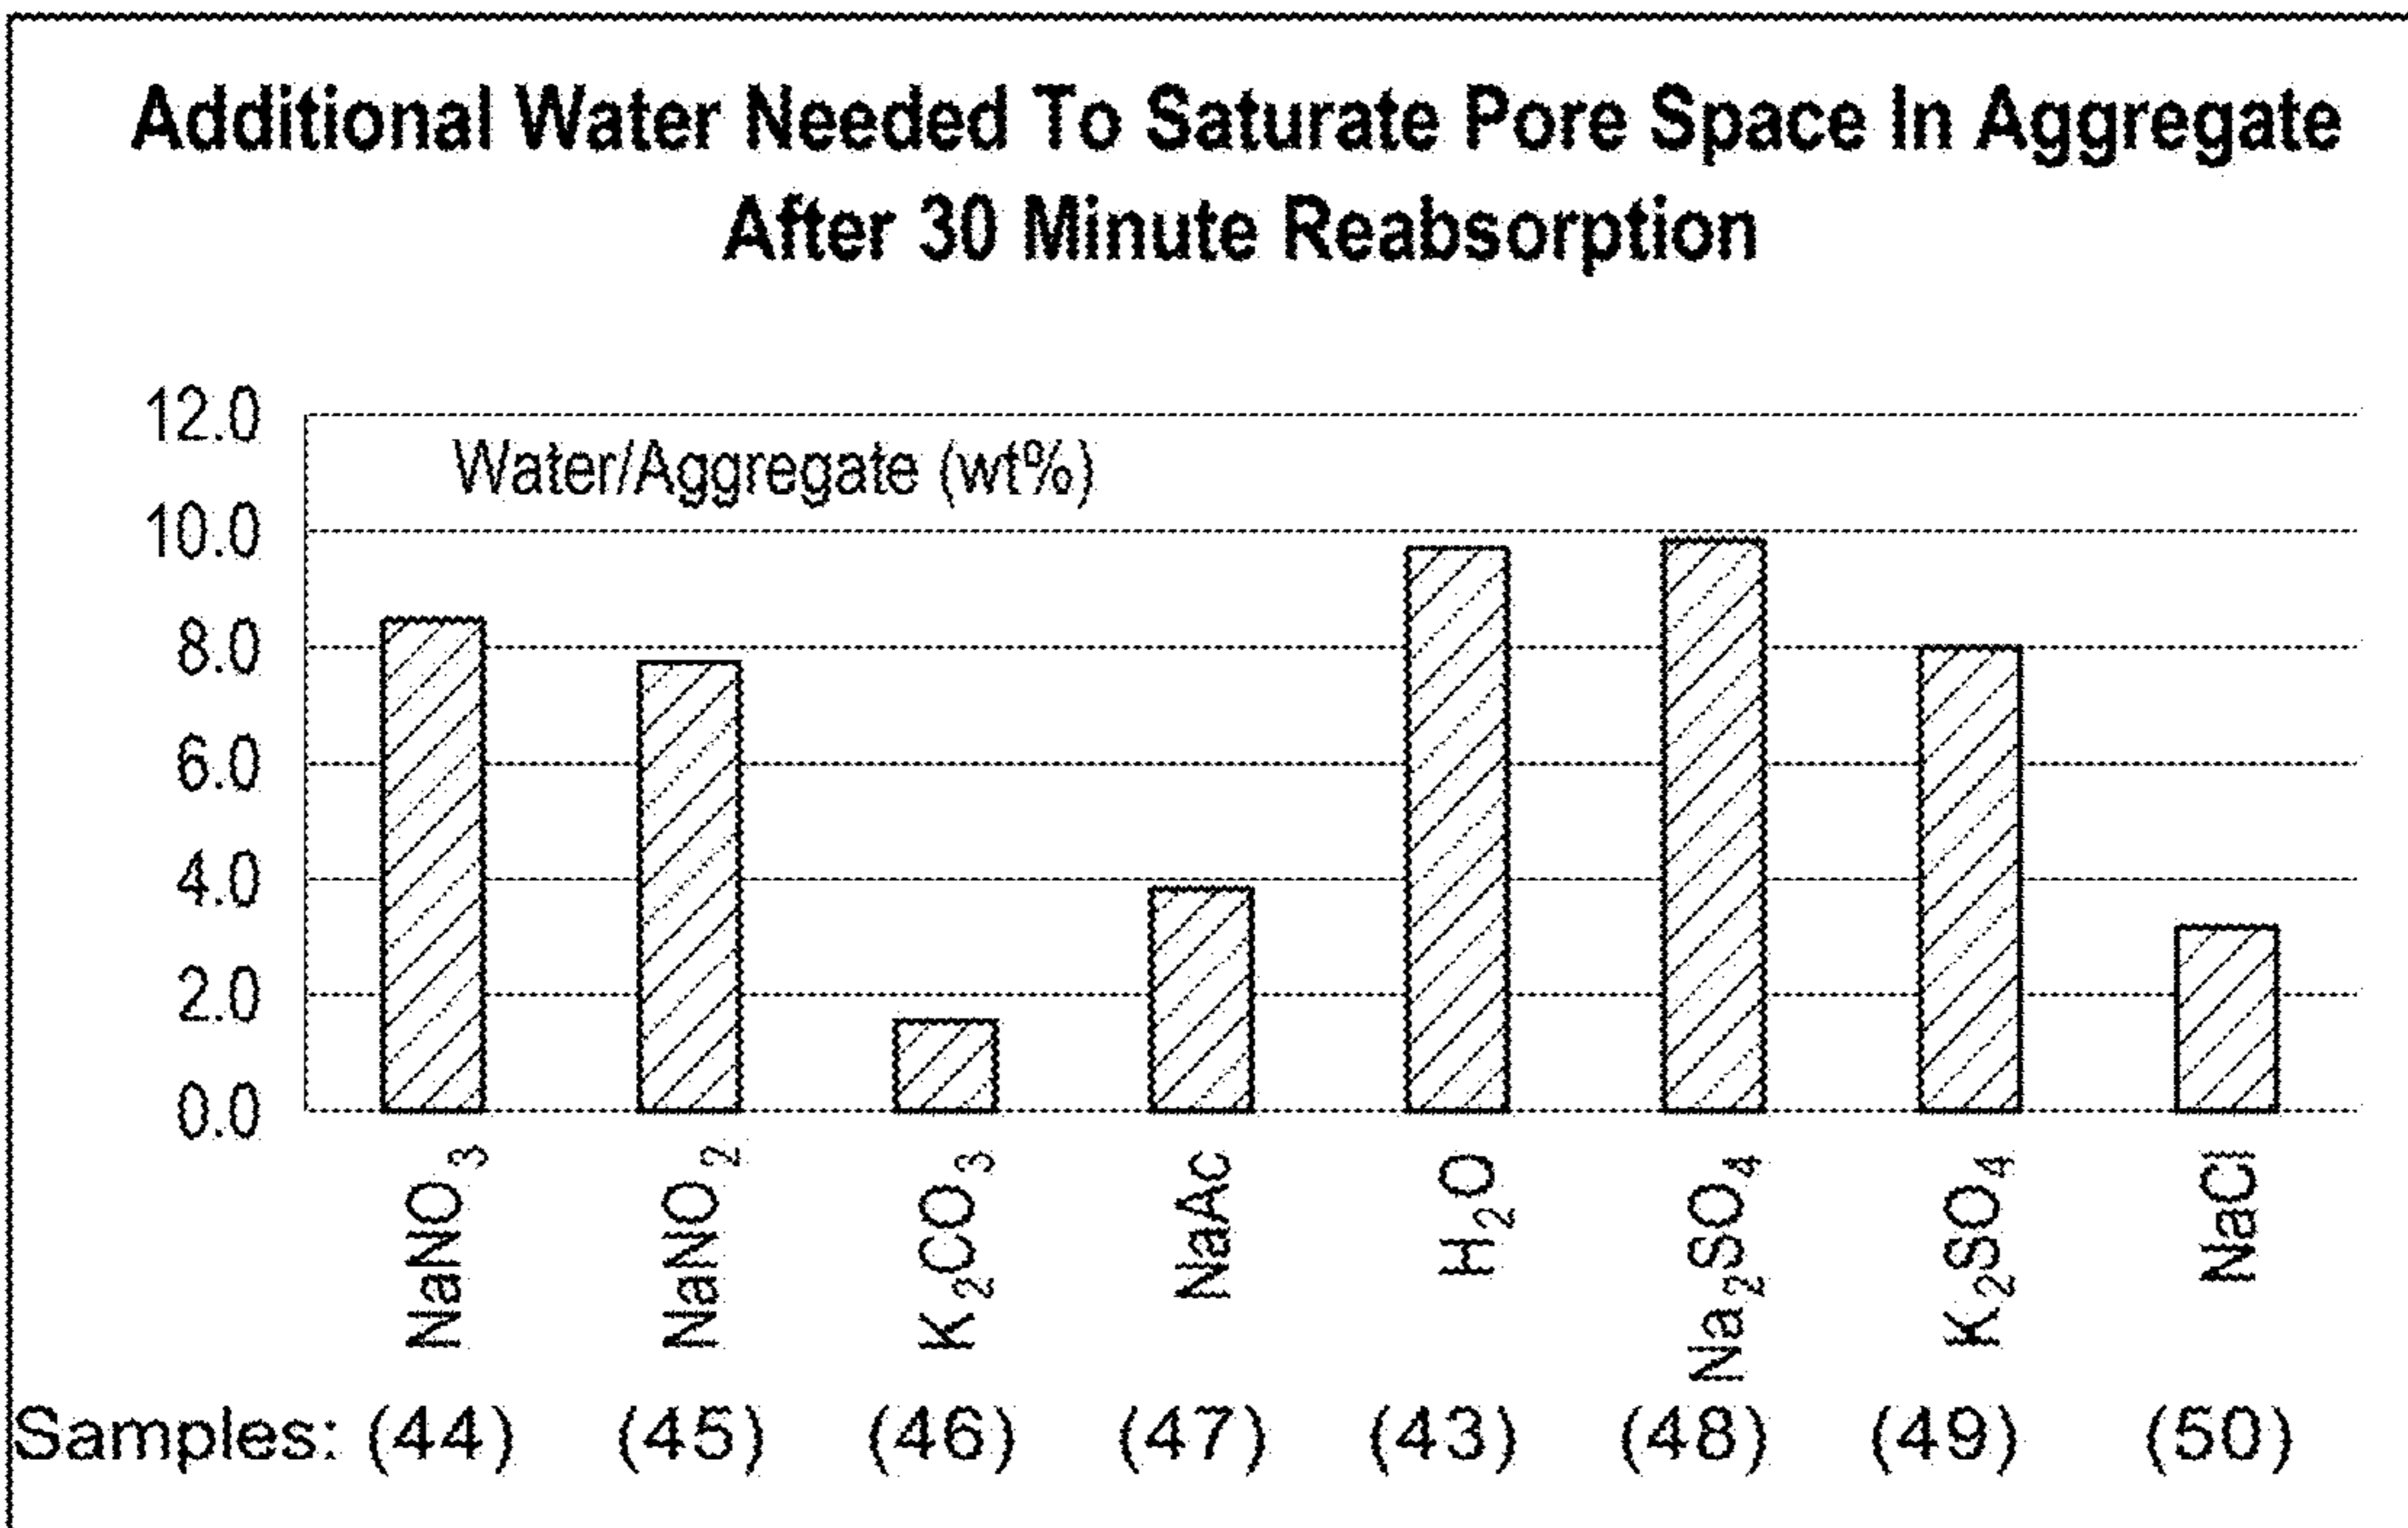 Additional Water Needed To Saturate Pore Space In Aggregate
After 30 Minute Reabsorption
12.0
Water/Aggregate (wt%)
10.0
8.0
6.0
4.0
2.0
0.0
NaNO₃
NaNO₂
K₂CO₃
NaAc
H₂O
Na₂SO₄
K₂SO₄
NaCl
Samples: (44) (45) (46) (47) (43) (48) (49) (50)